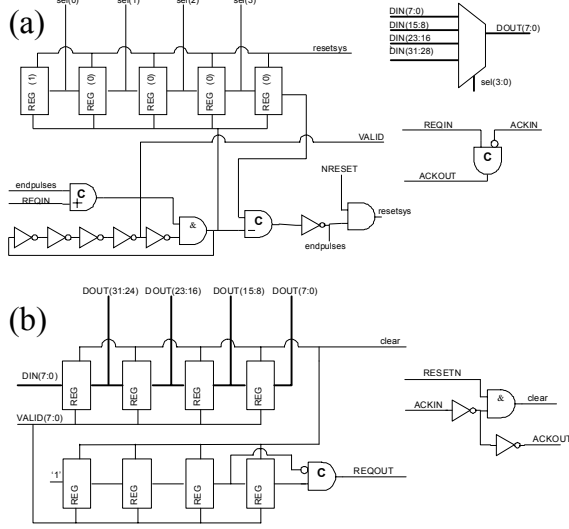 (a)
sel(0) sel(1) sel(2) sel(3)
resetsys
REG (1) REG (0) REG (0) REG (0) REG (0)
VALID
endpulses
REQIN
C
+
&
C
−
NRESET
resetsys
endpulses
DIN(7:0)
DIN(15:8)
DIN(23:16
DIN(31:28)
DOUT(7:0)
sel(3:0)
REQIN ACKIN
C
ACKOUT
(b)
DOUT(31:24) DOUT(23:16) DOUT(15:8) DOUT(7:0)
clear
DIN(7:0)
REG REG REG REG
VALID(7:0)
'1'
REG REG REG REG
C
REQOUT
RESETN
&
clear
ACKIN
ACKOUT